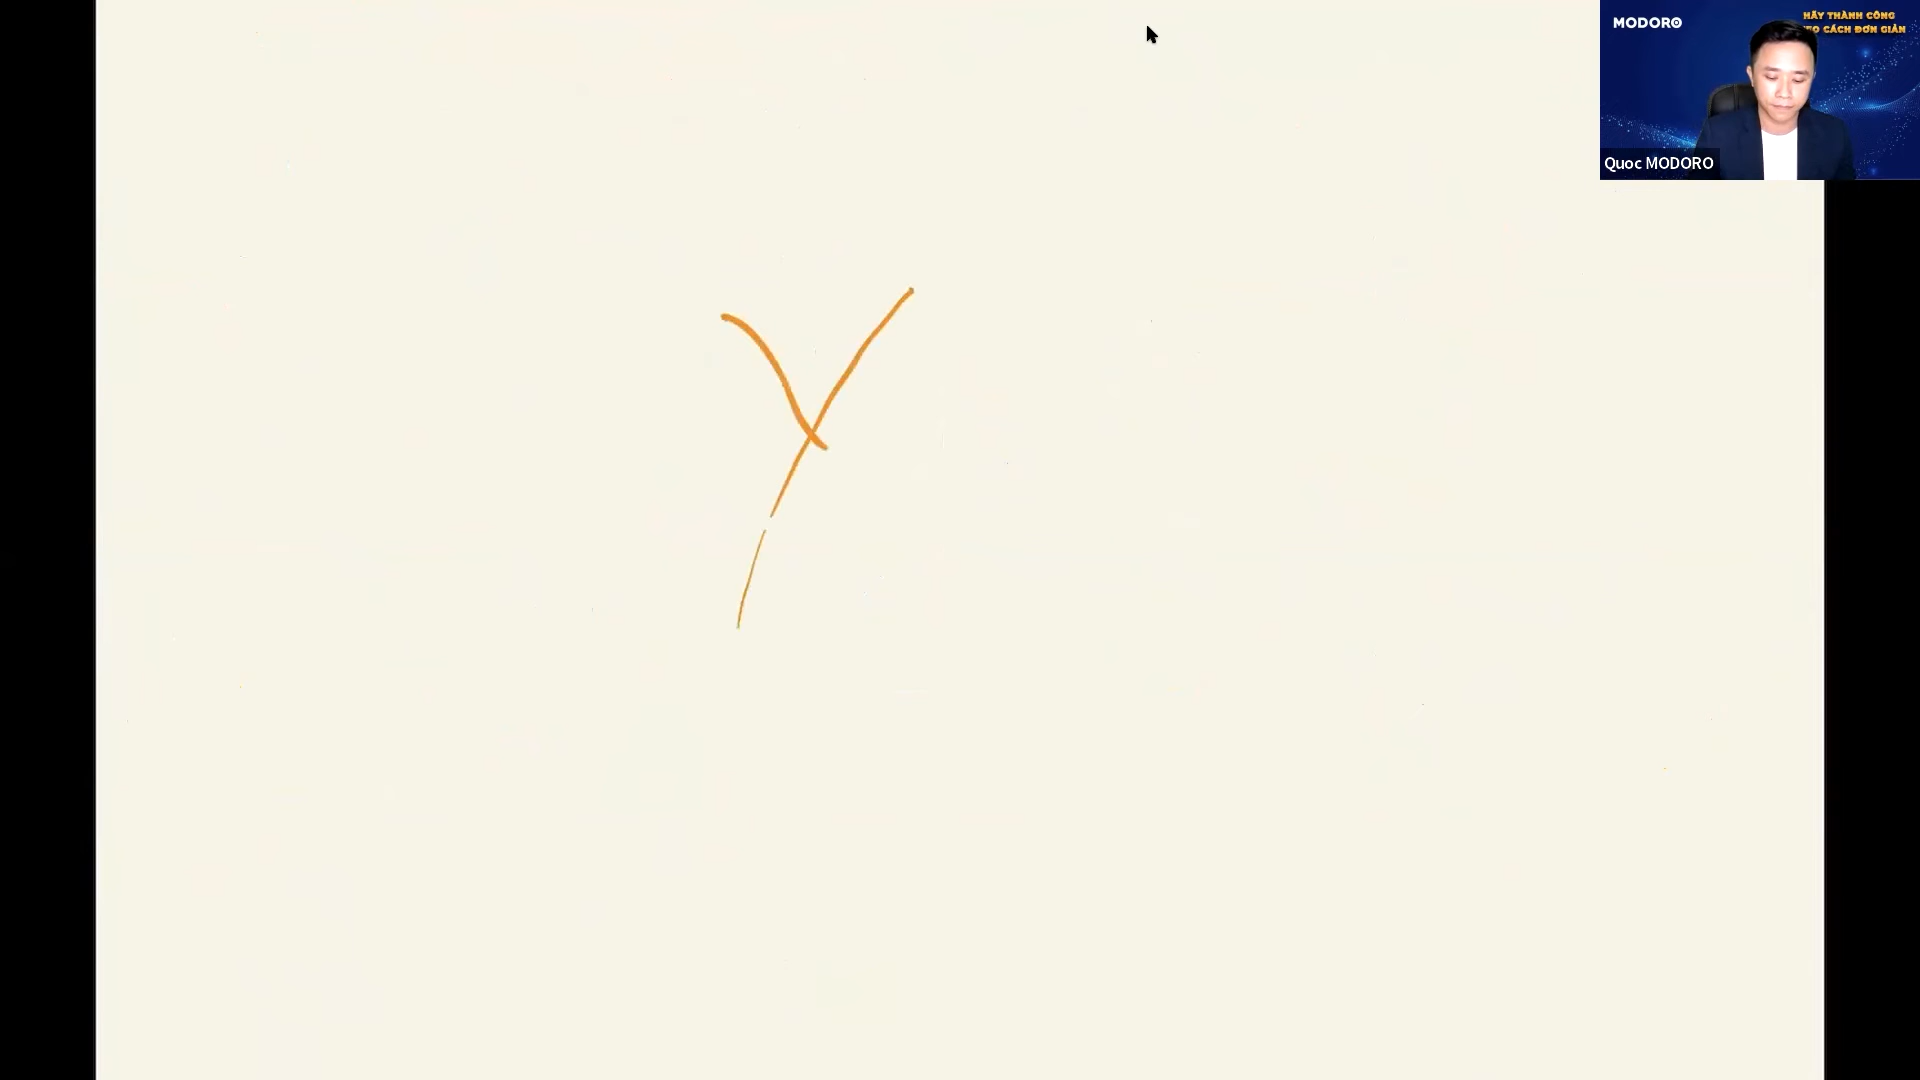 MODORO
HÃY THÀNH CÔNG
CÁCH ĐƠN GIẢN
Quoc MODORO
Y